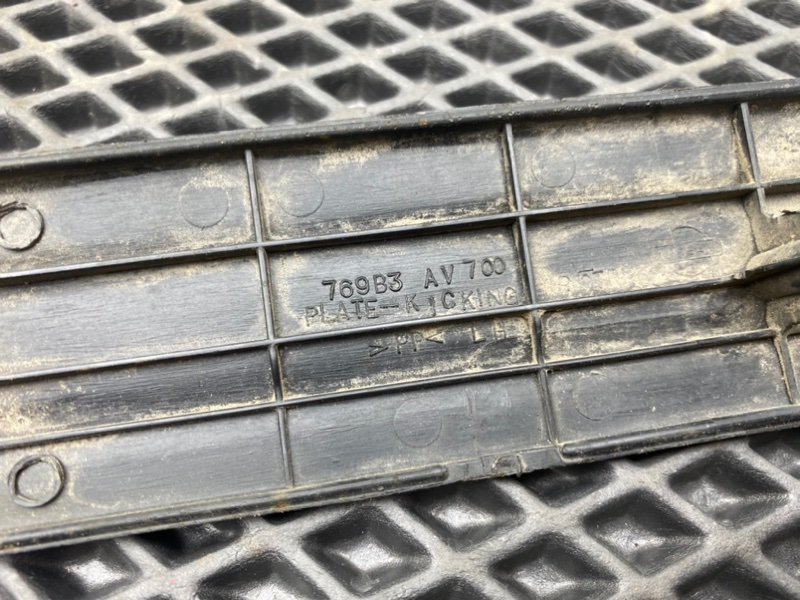 769B3 AV700
PLATE-KICKING
>PP< LH